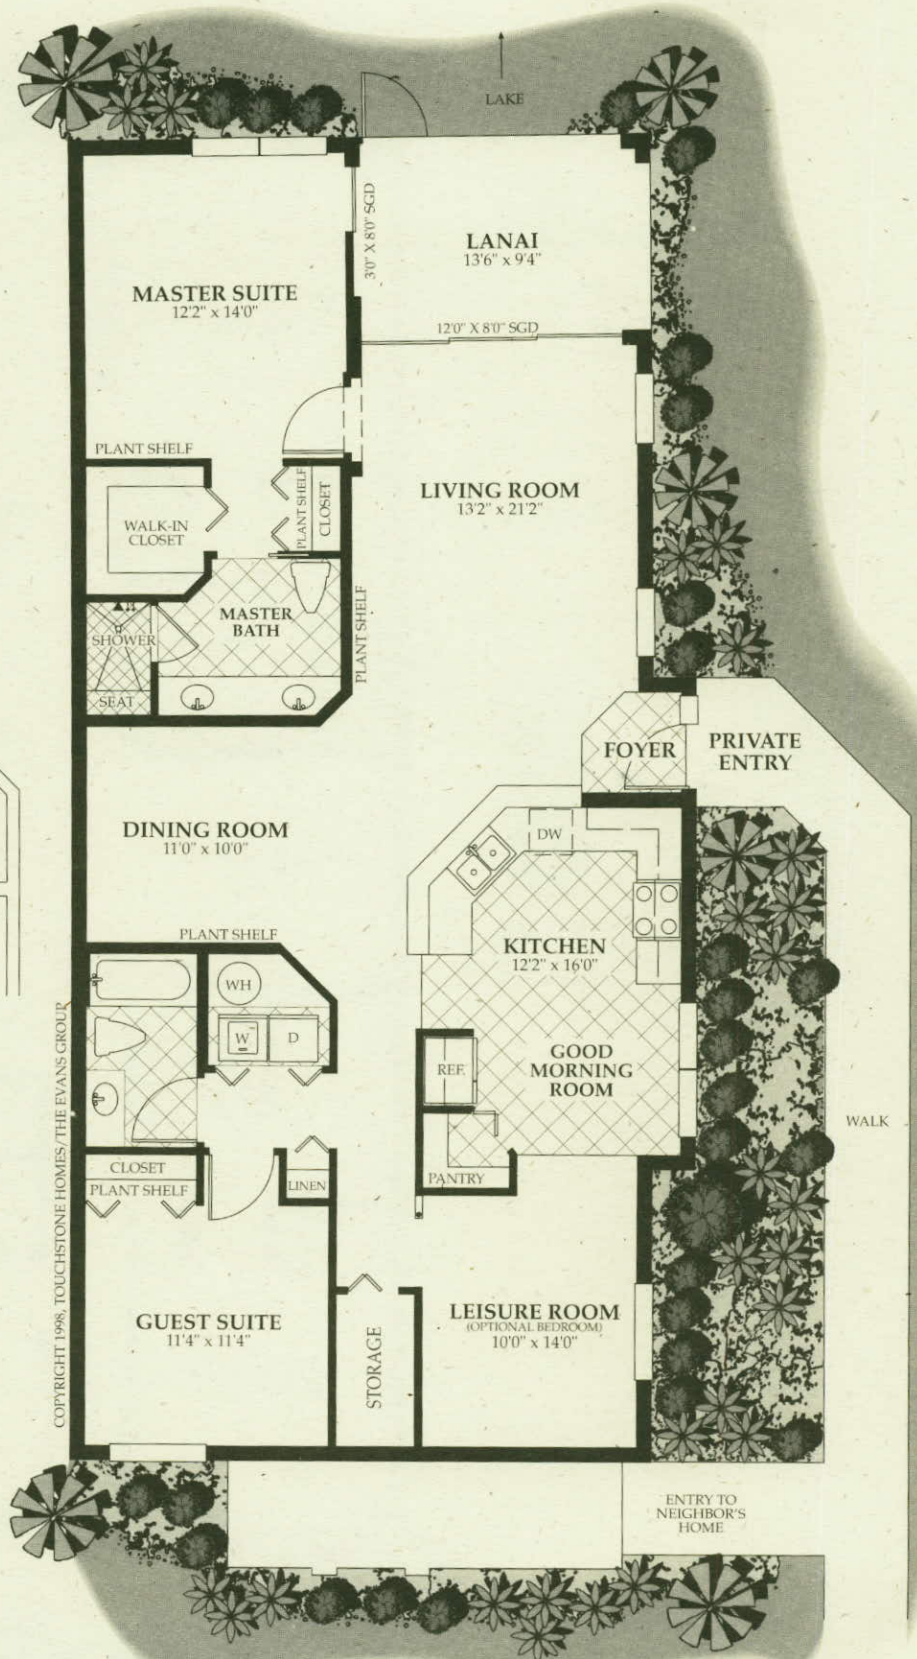 LAKE
LANAI
13'6" x 9'4"
3'0" X 8'0" SGD
MASTER SUITE
12'2" x 14'0"
12'0" X 8'0" SGD
PLANT SHELF
LIVING ROOM
13'2" x 21'2"
WALK-IN
CLOSET
PLANT SHELF
CLOSET
MASTER
BATH
PLANT SHELF
SHOWER
SEAT
FOYER
PRIVATE
ENTRY
DINING ROOM
11'0" x 10'0"
DW
PLANT SHELF
KITCHEN
12'2" x 16'0"
WH
W
D
GOOD
MORNING
ROOM
REF.
WALK
CLOSET
PLANT SHELF
LINEN
PANTRY
GUEST SUITE
11'4" x 11'4"
STORAGE
LEISURE ROOM
(OPTIONAL BEDROOM)
10'0" x 14'0"
COPYRIGHT 1998, TOUCHSTONE HOMES/THE EVANS GROUP
ENTRY TO
NEIGHBOR'S
HOME